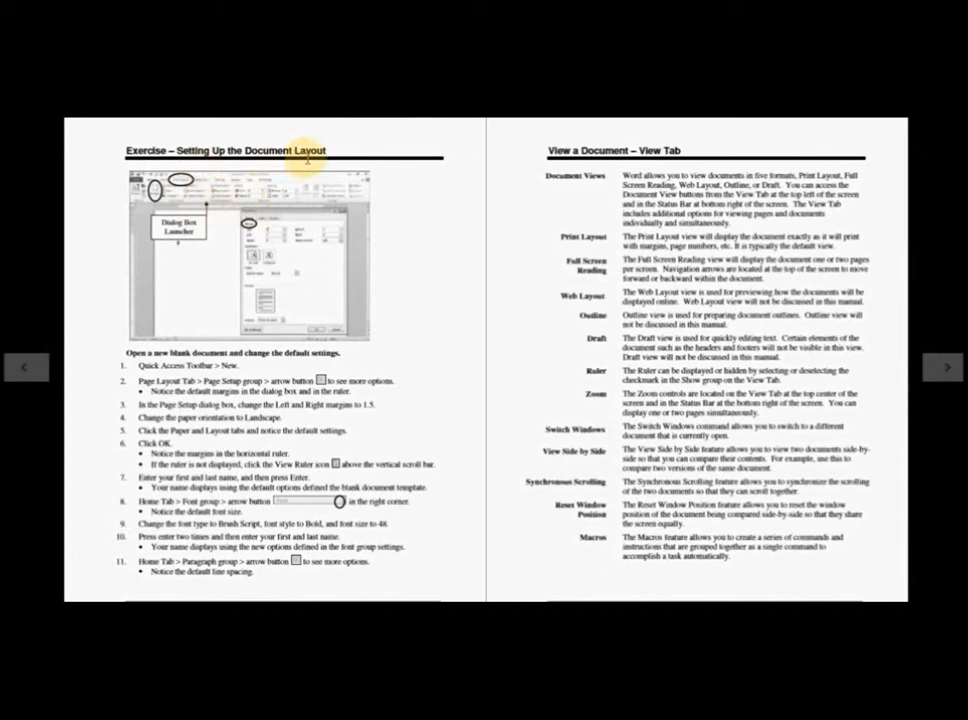 Exercise – Setting Up the Document Layout
Dialog Box
Launcher
Open a new blank document and change the default settings.
1. Quick Access Toolbar > New.
2. Page Layout Tab > Page Setup group > arrow button to see more options.
• Notice the default margins in the dialog box and in the ruler.
3. In the Page Setup dialog box, change the Left and Right margins to 1.5.
4. Change the paper orientation to Landscape.
5. Click the Paper and Layout tabs and notice the default settings.
6. Click OK.
• Notice the margins in the horizontal ruler.
• If the ruler is not displayed, click the View Ruler icon above the vertical scroll bar.
7. Enter your first and last name, and then press Enter.
• Your name displays using the default options defined the blank document template.
8. Home Tab > Font group > arrow button in the right corner.
• Notice the default font size.
9. Change the font type to Brush Script, font style to Bold, and font size to 48.
10. Press enter two times and then enter your first and last name.
• Your name displays using the new options defined in the font group settings.
11. Home Tab > Paragraph group > arrow button to see more options.
• Notice the default line spacing.
View a Document – View Tab
Document Views Word allows you to view documents in five formats, Print Layout, Full
Screen Reading, Web Layout, Outline, or Draft. You can access the
Document View buttons from the View Tab at the top left of the screen
and in the Status Bar at bottom right of the screen. The View Tab
includes additional options for viewing pages and documents
individually and simultaneously.
Print Layout The Print Layout view will display the document exactly as it will print
with margins, page numbers, etc. It is typically the default view.
Full Screen The Full Screen Reading view will display the document one or two pages
Reading per screen. Navigation arrows are located at the top of the screen to move
forward or backward within the document.
Web Layout The Web Layout view is used for previewing how the documents will be
displayed online. Web Layout view will not be discussed in this manual.
Outline Outline view is used for preparing document outlines. Outline view will
not be discussed in this manual.
Draft The Draft view is used for quickly editing text. Certain elements of the
document such as the headers and footers will not be visible in this view.
Draft view will not be discussed in this manual.
Ruler The Ruler can be displayed or hidden by selecting or deselecting the
checkmark in the Show group on the View Tab.
Zoom The Zoom controls are located on the View Tab at the top center of the
screen and in the Status Bar at the bottom right of the screen. You can
display one or two pages simultaneously.
Switch Windows The Switch Windows command allows you to switch to a different
document that is currently open.
View Side by Side The View Side by Side feature allows you to view two documents side-by-
side so that you can compare their contents. For example, use this to
compare two versions of the same document.
Synchronous Scrolling The Synchronous Scrolling feature allows you to synchronize the scrolling
of the two documents so that they can scroll together.
Reset Window The Reset Window Position feature allows you to reset the window
Position position of the document being compared side-by-side so that they share
the screen equally.
Macros The Macros feature allows you to create a series of commands and
instructions that are grouped together as a single command to
accomplish a task automatically.